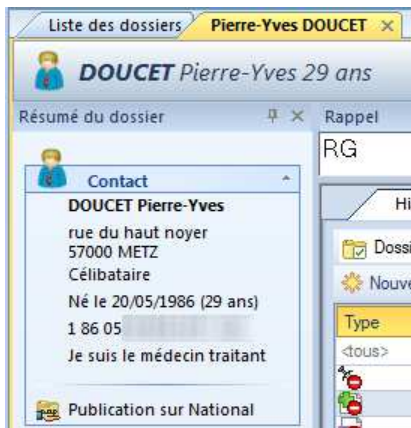 Liste des dossiers
Pierre-Yves DOUCET
DOUCET Pierre-Yves 29 ans
Résumé du dossier
Rappel
RG
Contact
DOUCET Pierre-Yves
rue du haut noyer
57000 METZ
Célibataire
Né le 20/05/1986 (29 ans)
1 86 05
Je suis le médecin traitant
Publication sur National
Hi
Dossi
Nouve
Type
<tous>